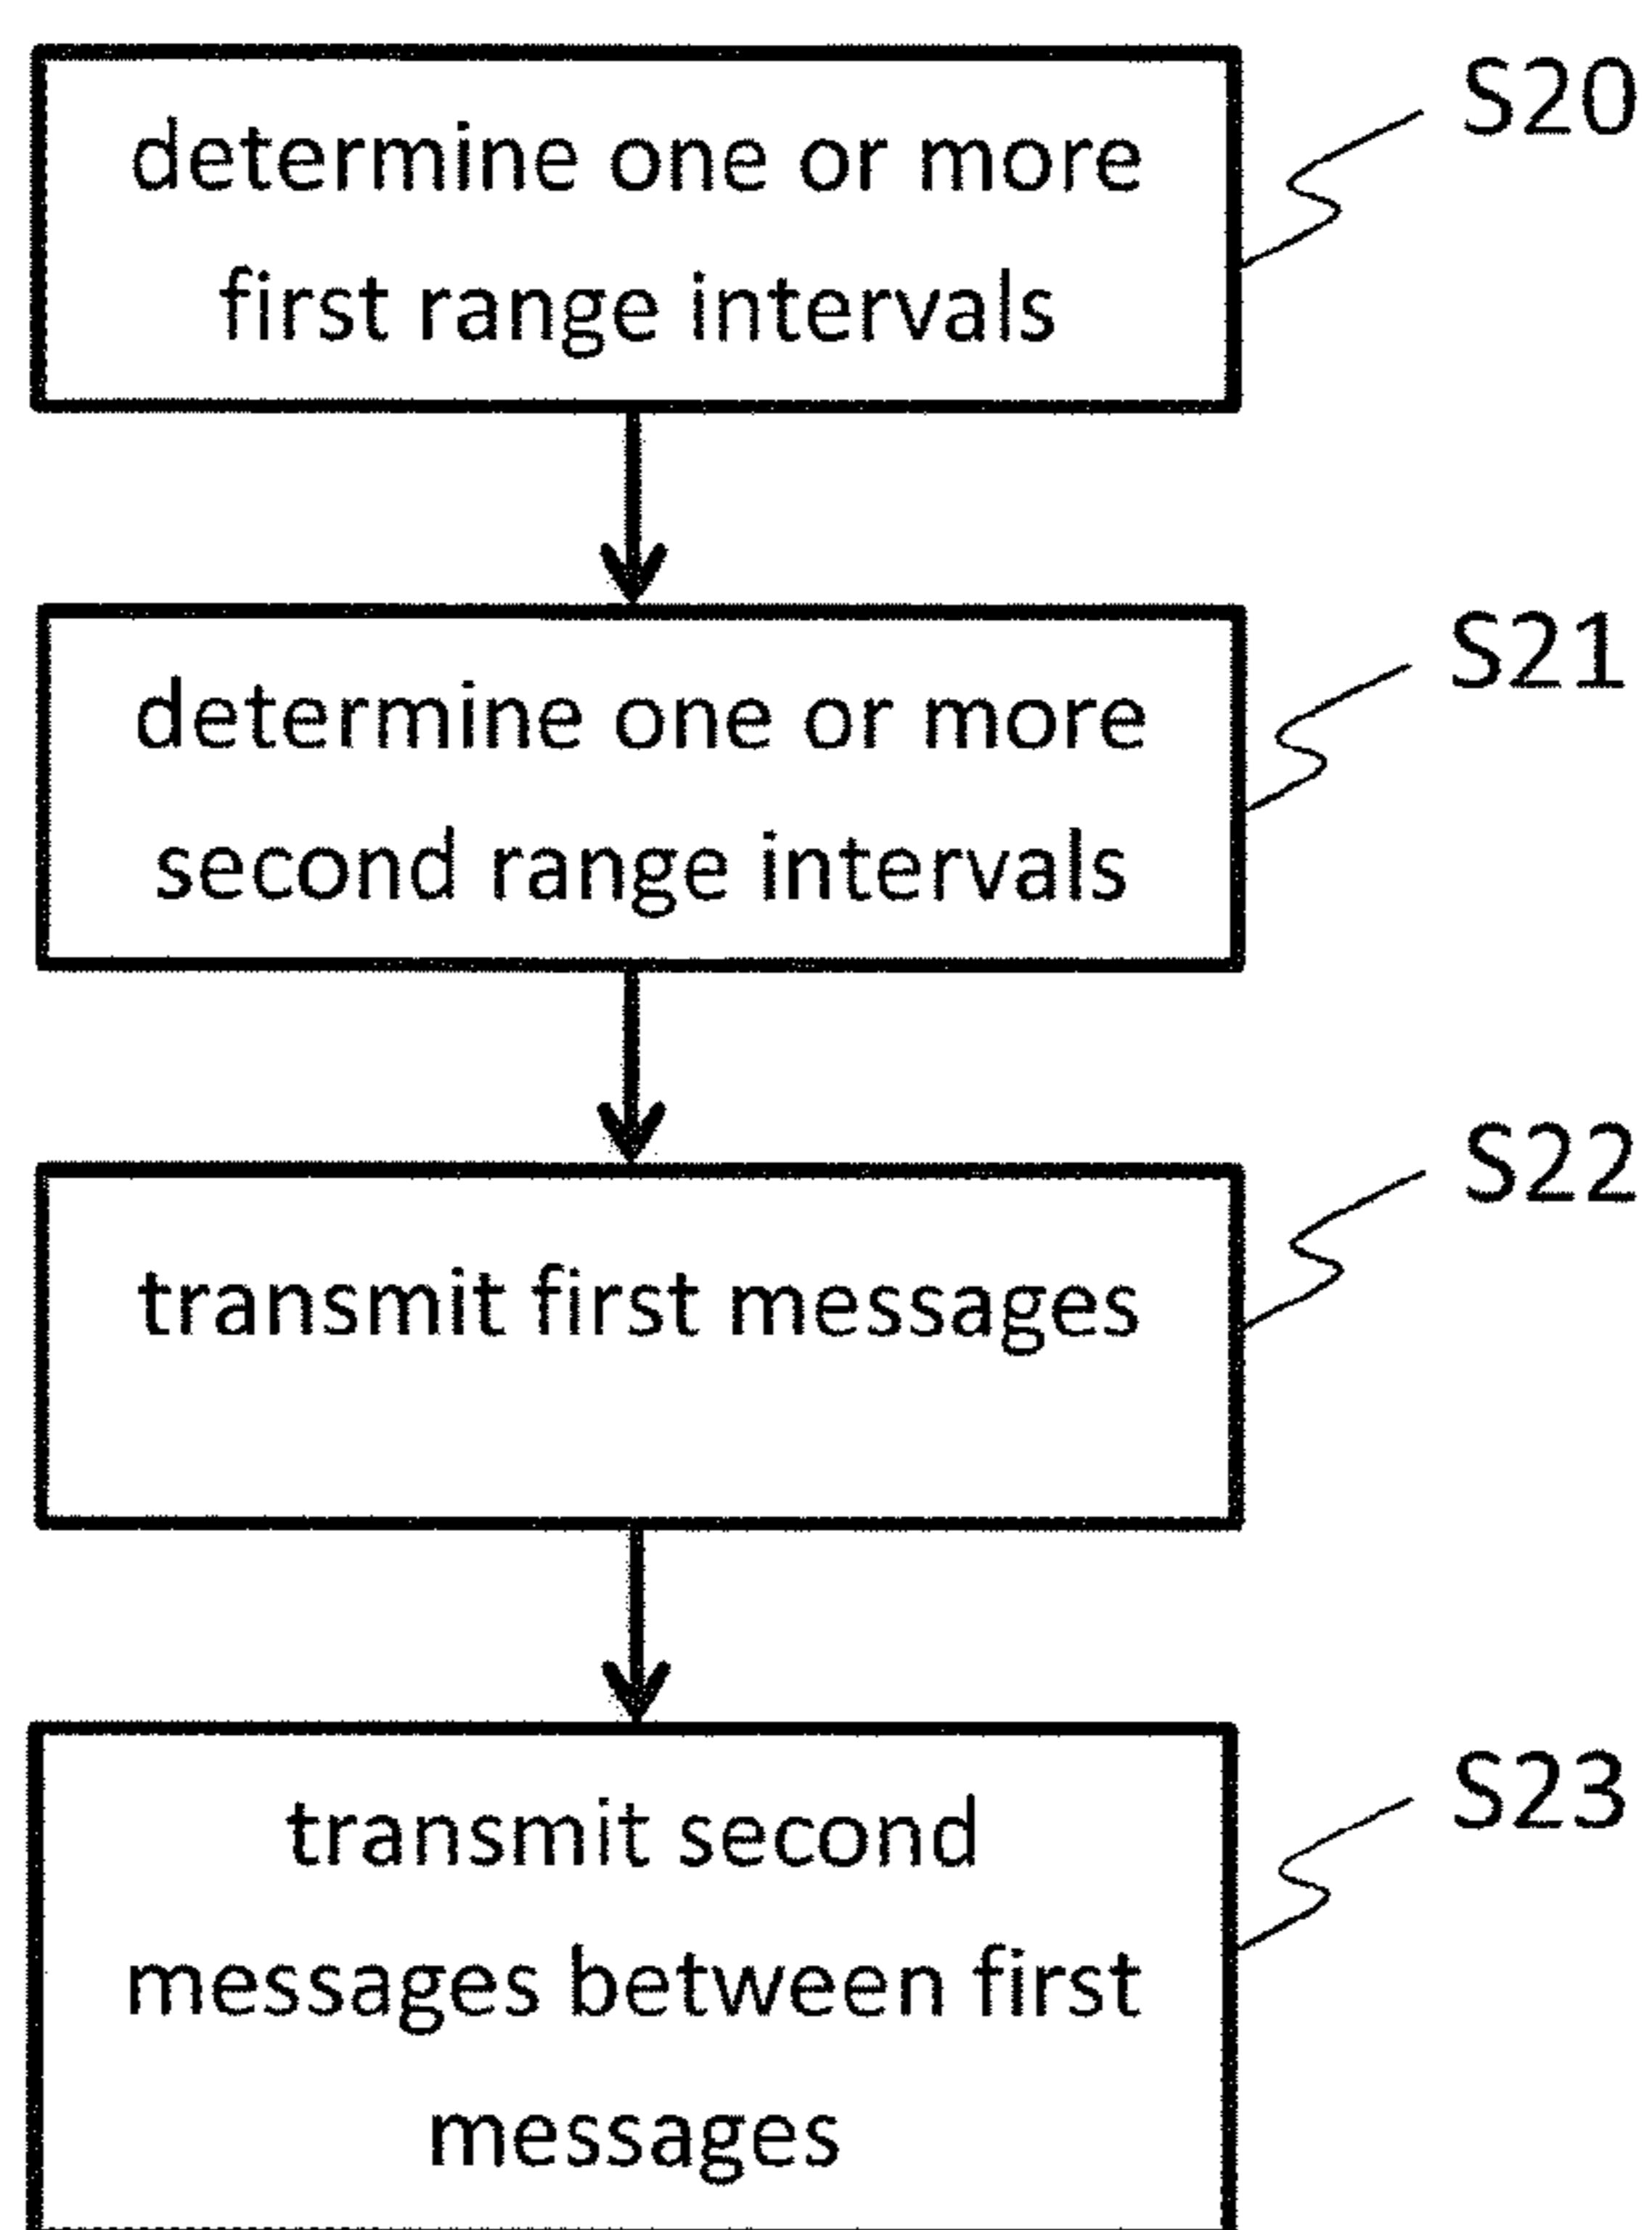 S20
determine one or more
first range intervals
S21
determine one or more
second range intervals
S22
transmit first messages
S23
transmit second
messages between first
messages